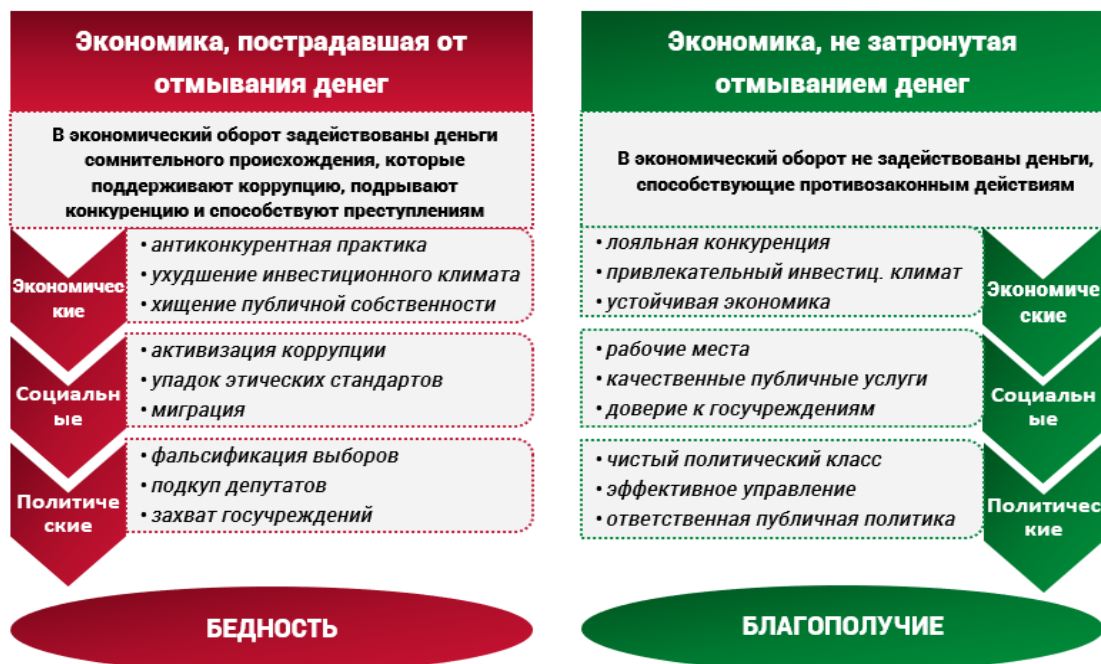 Экономика, пострадавшая от
отмывания денег
В экономический оборот задействованы деньги
сомнительного происхождения, которые
поддерживают коррупцию, подрывают
конкуренцию и способствуют преступлениям
Экономичес
кие
• антиконкурентная практика
• ухудшение инвестиционного климата
• хищение публичной собственности
Социальн
ые
• активизация коррупции
• упадок этических стандартов
• миграция
Политиче
ские
• фальсификация выборов
• подкуп депутатов
• захват госучреждений
БЕДНОСТЬ
Экономика, не затронутая
отмыванием денег
В экономический оборот не задействованы деньги,
способствующие противозаконным действиям
• лояльная конкуренция
• привлекательный инвестиц. климат
• устойчивая экономика
Экономиче
ские
• рабочие места
• качественные публичные услуги
• доверие к госучреждениям
Социальн
ые
• чистый политический класс
• эффективное управление
• ответственная публичная политика
Политичес
кие
БЛАГОПОЛУЧИЕ